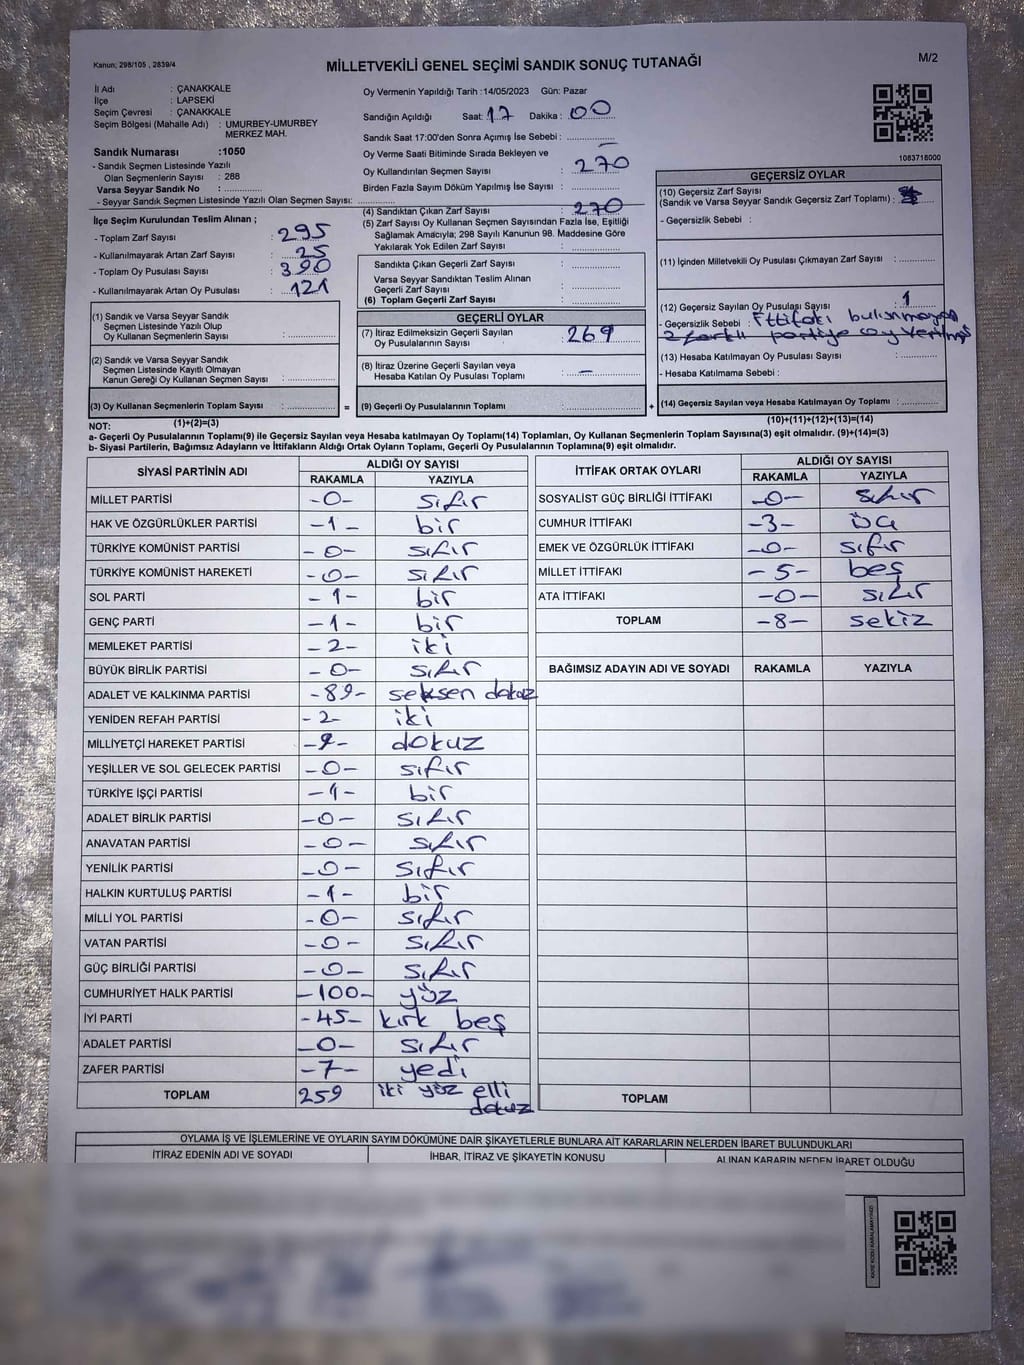 Kanun; 298/105 , 2839/4
MİLLETVEKİLİ GENEL SEÇİMİ SANDIK SONUÇ TUTANAĞI
M/2
İl Adı : ÇANAKKALE
İlçe : LAPSEKİ
Seçim Çevresi : ÇANAKKALE
Seçim Bölgesi (Mahalle Adı) : UMURBEY-UMURBEY
MERKEZ MAH.
Sandık Numarası :1050
- Sandık Seçmen Listesinde Yazılı
Olan Seçmenlerin Sayısı : 288
Varsa Seyyar Sandık No :
- Seyyar Sandık Seçmen Listesinde Yazılı Olan Seçmen Sayısı:
Oy Vermenin Yapıldığı Tarih :14/05/2023 Gün: Pazar
Sandığın Açıldığı Saat: 17 Dakika : 00
Sandık Saat 17:00'den Sonra Açımış İse Sebebi :
Oy Verme Saati Bitiminde Sırada Bekleyen ve
Oy Kullandırılan Seçmen Sayısı : 270
Birden Fazla Sayım Döküm Yapılmış İse Sayısı :
1083718000
İlçe Seçim Kurulundan Teslim Alınan ;
- Toplam Zarf Sayısı : 295
- Kullanılmayarak Artan Zarf Sayısı : 25
- Toplam Oy Pusulası Sayısı : 390
- Kullanılmayarak Artan Oy Pusulası : 121
(1) Sandık ve Varsa Seyyar Sandık
Seçmen Listesinde Yazılı Olup
Oy Kullanan Seçmenlerin Sayısı :
(2) Sandık ve Varsa Seyyar Sandık
Seçmen Listesinde Kayıtlı Olmayan
Kanun Gereği Oy Kullanan Seçmen Sayısı :
(3) Oy Kullanan Seçmenlerin Toplam Sayısı : =
(1)+(2)=(3)
(4) Sandıktan Çıkan Zarf Sayısı : 270
(5) Zarf Sayısı Oy Kullanan Seçmen Sayısından Fazla İse, Eşitliği
Sağlamak Amacıyla; 298 Sayılı Kanunun 98. Maddesine Göre
Yakılarak Yok Edilen Zarf Sayısı :
Sandıkta Çıkan Geçerli Zarf Sayısı :
Varsa Seyyar Sandıktan Teslim Alınan
Geçerli Zarf Sayısı :
(6) Toplam Geçerli Zarf Sayısı :
GEÇERLİ OYLAR
(7) İtiraz Edilmeksizin Geçerli Sayılan
Oy Pusulalarının Sayısı : 269
(8) İtiraz Üzerine Geçerli Sayılan veya
Hesaba Katılan Oy Pusulası Toplamı : –
(9) Geçerli Oy Pusulalarının Toplamı : +
GEÇERSİZ OYLAR
(10) Geçersiz Zarf Sayısı
(Sandık ve Varsa Seyyar Sandık Geçersiz Zarf Toplamı) :
- Geçersizlik Sebebi :
(11) İçinden Milletvekili Oy Pusulası Çıkmayan Zarf Sayısı :
(12) Geçersiz Sayılan Oy Pusulası Sayısı : 1
- Geçersizlik Sebebi : İttifakı bulunmayan
2 farklı partiye oy verilmiş
(13) Hesaba Katılmayan Oy Pusulası Sayısı :
- Hesaba Katılmama Sebebi :
(14) Geçersiz Sayılan veya Hesaba Katılmayan Oy Toplamı :
(10)+(11)+(12)+(13)=(14)
NOT:
a- Geçerli Oy Pusulalarının Toplamı(9) ile Geçersiz Sayılan veya Hesaba katılmayan Oy Toplamı(14) Toplamları, Oy Kullanan Seçmenlerin Toplam Sayısına(3) eşit olmalıdır. (9)+(14)=(3)
b- Siyasi Partilerin, Bağımsız Adayların ve İttifakların Aldığı Ortak Oyların Toplamı, Geçerli Oy Pusulalarının Toplamına(9) eşit olmalıdır.
SİYASİ PARTİNİN ADI ALDIĞI OY SAYISI
RAKAMLA YAZIYLA
MİLLET PARTİSİ -0- sıfır
HAK VE ÖZGÜRLÜKLER PARTİSİ -1- bir
TÜRKİYE KOMÜNİST PARTİSİ -0- sıfır
TÜRKİYE KOMÜNİST HAREKETİ -0- sıfır
SOL PARTİ -1- bir
GENÇ PARTİ -1- bir
MEMLEKET PARTİSİ -2- iki
BÜYÜK BİRLİK PARTİSİ -0- sıfır
ADALET VE KALKINMA PARTİSİ -89- seksen dokuz
YENİDEN REFAH PARTİSİ -2- iki
MİLLİYETÇİ HAREKET PARTİSİ -9- dokuz
YEŞİLLER VE SOL GELECEK PARTİSİ -0- sıfır
TÜRKİYE İŞÇİ PARTİSİ -1- bir
ADALET BİRLİK PARTİSİ -0- sıfır
ANAVATAN PARTİSİ -0- sıfır
YENİLİK PARTİSİ -0- sıfır
HALKIN KURTULUŞ PARTİSİ -1- bir
MİLLİ YOL PARTİSİ -0- sıfır
VATAN PARTİSİ -0- sıfır
GÜÇ BİRLİĞİ PARTİSİ -0- sıfır
CUMHURİYET HALK PARTİSİ -100- yüz
İYİ PARTİ -45- kırk beş
ADALET PARTİSİ -0- sıfır
ZAFER PARTİSİ -7- yedi
TOPLAM 259 iki yüz elli
dokuz
İTTİFAK ORTAK OYLARI ALDIĞI OY SAYISI
RAKAMLA YAZIYLA
SOSYALİST GÜÇ BİRLİĞİ İTTİFAKI -0- sıfır
CUMHUR İTTİFAKI -3- üç
EMEK VE ÖZGÜRLÜK İTTİFAKI -0- sıfır
MİLLET İTTİFAKI -5- beş
ATA İTTİFAKI -0- sıfır
TOPLAM -8- sekiz
BAĞIMSIZ ADAYIN ADI VE SOYADI RAKAMLA YAZIYLA
TOPLAM
OYLAMA İŞ VE İŞLEMLERİNE VE OYLARIN SAYIM DÖKÜMÜNE DAİR ŞİKAYETLERLE BUNLARA AİT KARARLARIN NELERDEN İBARET BULUNDUKLARI
İTİRAZ EDENİN ADI VE SOYADI İHBAR, İTİRAZ VE ŞİKAYETİN KONUSU ALINAN KARARIN NEDEN İBARET OLDUĞU